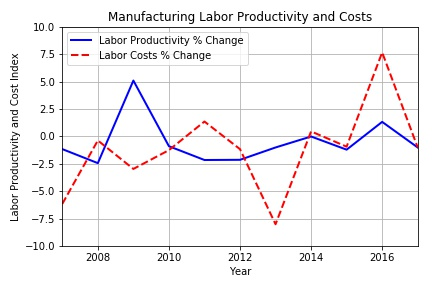 Manufacturing Labor Productivity and Costs
10.0
7.5
5.0
2.5
0.0
−2.5
−5.0
−7.5
−10.0
Labor Productivity and Cost Index
Labor Productivity % Change
Labor Costs % Change
2008
2010
2012
2014
2016
Year